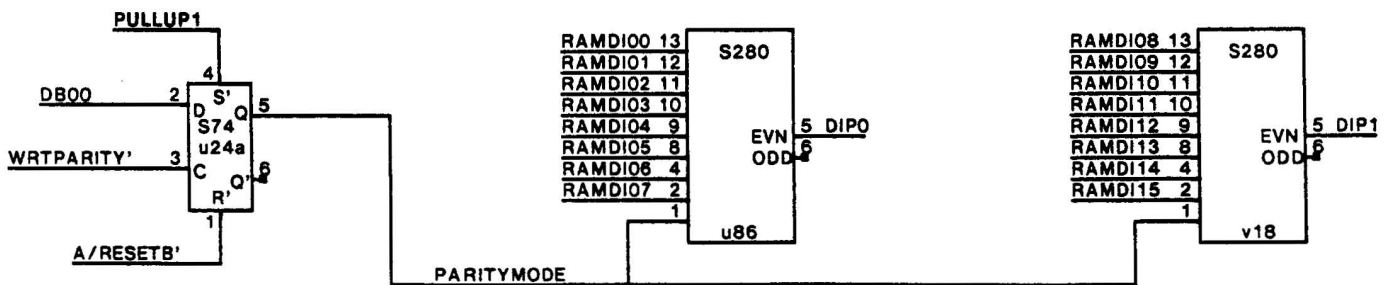 PULLUP1
4
S'
DB00 2 D Q 5
S74
u24a
WRTPARITY' 3 C Q' 6
R'
1
A/RESETB'
PARITYMODE
RAMDI00 13 S280
RAMDI01 12
RAMDI02 11
RAMDI03 10
RAMDI04 9 EVN 5 DIP0
RAMDI05 8 ODD 6
RAMDI06 4
RAMDI07 2
1
u86
RAMDI08 13 S280
RAMDI09 12
RAMDI10 11
RAMDI11 10
RAMDI12 9 EVN 5 DIP1
RAMDI13 8 ODD 6
RAMDI14 4
RAMDI15 2
1
v18